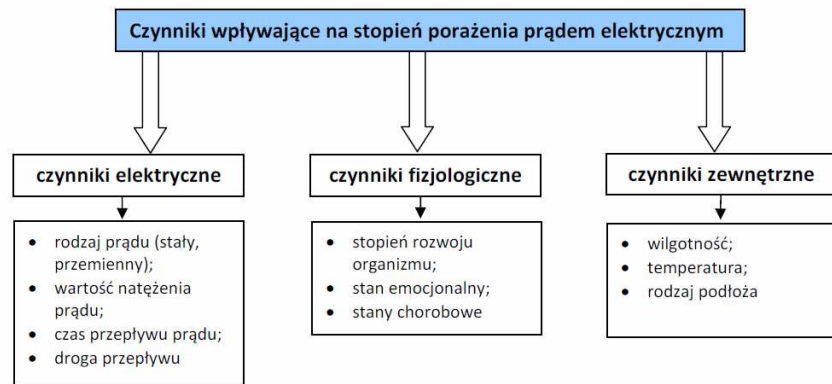 Czynniki wpływające na stopień porażenia prądem elektrycznym
czynniki elektryczne
• rodzaj prądu (stały,
przemienny);
• wartość natężenia
prądu;
• czas przepływu prądu;
• droga przepływu
czynniki fizjologiczne
• stopień rozwoju
organizmu;
• stan emocjonalny;
• stany chorobowe
czynniki zewnętrzne
• wilgotność;
• temperatura;
• rodzaj podłoża